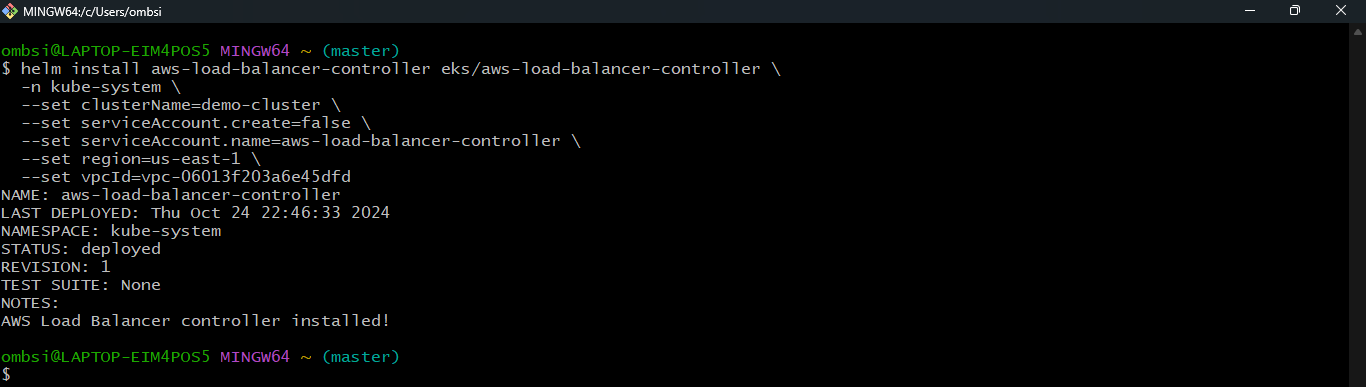 MINGW64:/c/Users/ombsi
ombsi@LAPTOP-EIM4POS5 MINGW64 ~ (master)
$ helm install aws-load-balancer-controller eks/aws-load-balancer-controller \
  -n kube-system \
  --set clusterName=demo-cluster \
  --set serviceAccount.create=false \
  --set serviceAccount.name=aws-load-balancer-controller \
  --set region=us-east-1 \
  --set vpcId=vpc-06013f203a6e45dfd
NAME: aws-load-balancer-controller
LAST DEPLOYED: Thu Oct 24 22:46:33 2024
NAMESPACE: kube-system
STATUS: deployed
REVISION: 1
TEST SUITE: None
NOTES:
AWS Load Balancer controller installed!
ombsi@LAPTOP-EIM4POS5 MINGW64 ~ (master)
$